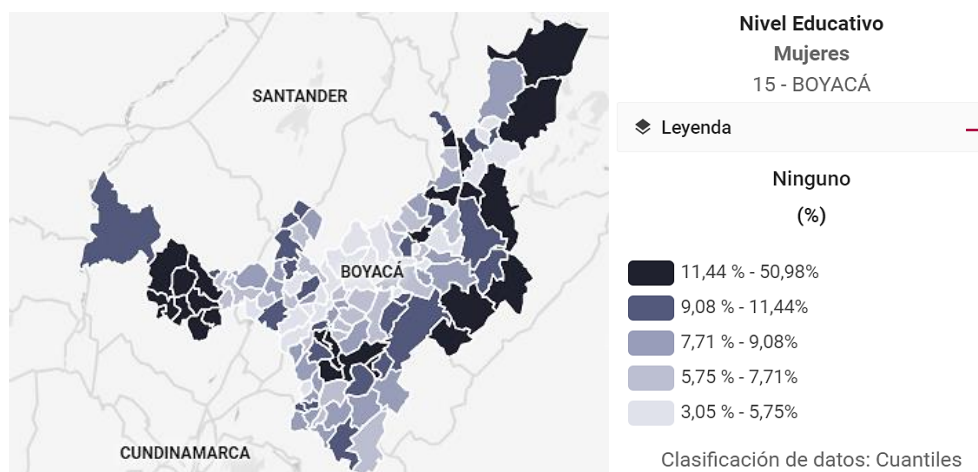 SANTANDER
BOYACÁ
CUNDINAMARCA
Nivel Educativo
Mujeres
15 - BOYACÁ
Leyenda
Ninguno
(%)
11,44 % - 50,98%
9,08 % - 11,44%
7,71 % - 9,08%
5,75 % - 7,71%
3,05 % - 5,75%
Clasificación de datos: Cuantiles